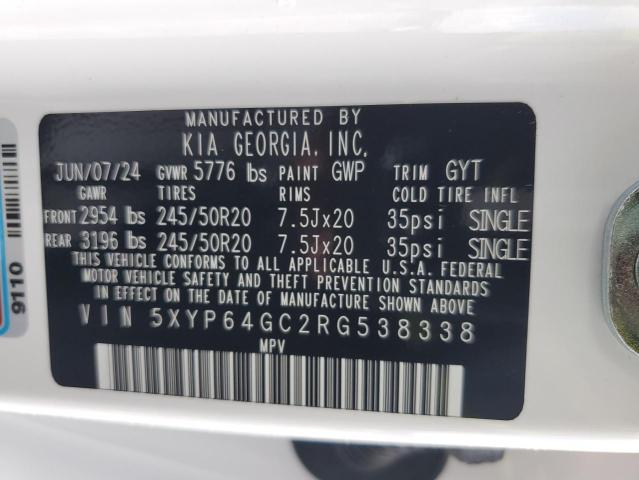 MANUFACTURED BY
KIA GEORGIA, INC.
JUN/07/24 GVWR 5776 lbs PAINT GWP TRIM GYT
GAWR TIRES RIMS COLD TIRE INFL
FRONT 2954 lbs 245/50R20 7.5Jx20 35psi SINGLE
REAR 3196 lbs 245/50R20 7.5Jx20 35psi SINGLE
THIS VEHICLE CONFORMS TO ALL APPLICABLE U.S.A. FEDERAL
MOTOR VEHICLE SAFETY AND THEFT PREVENTION STANDARDS
IN EFFECT ON THE DATE OF MANUFACTURE SHOWN ABOVE.
VIN 5XYP64GC2RG538338
MPV
9110